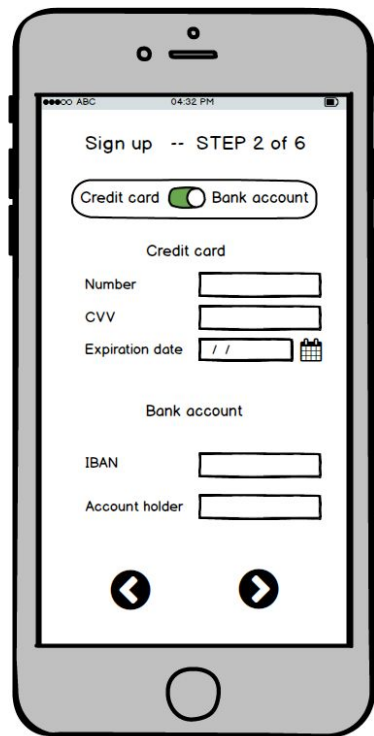 ABC 04:32 PM
Sign up -- STEP 2 of 6
Credit card Bank account
Credit card
Number
CVV
Expiration date / /
Bank account
IBAN
Account holder